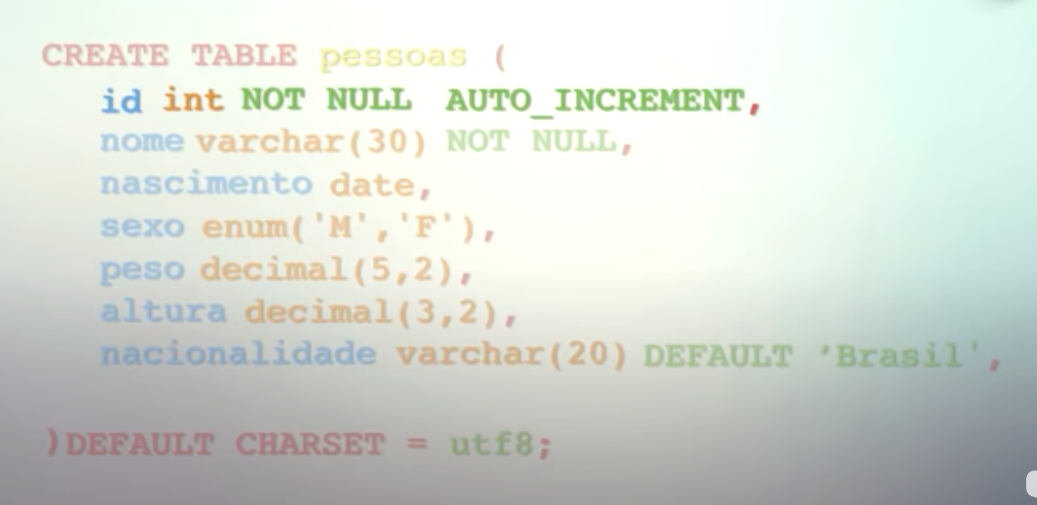 CREATE TABLE pessoas (
id int NOT NULL AUTO_INCREMENT,
nome varchar(30) NOT NULL,
nascimento date,
sexo enum('M','F'),
peso decimal(5,2),
altura decimal(3,2),
nacionalidade varchar(20) DEFAULT ‘Brasil',
)DEFAULT CHARSET = utf8;